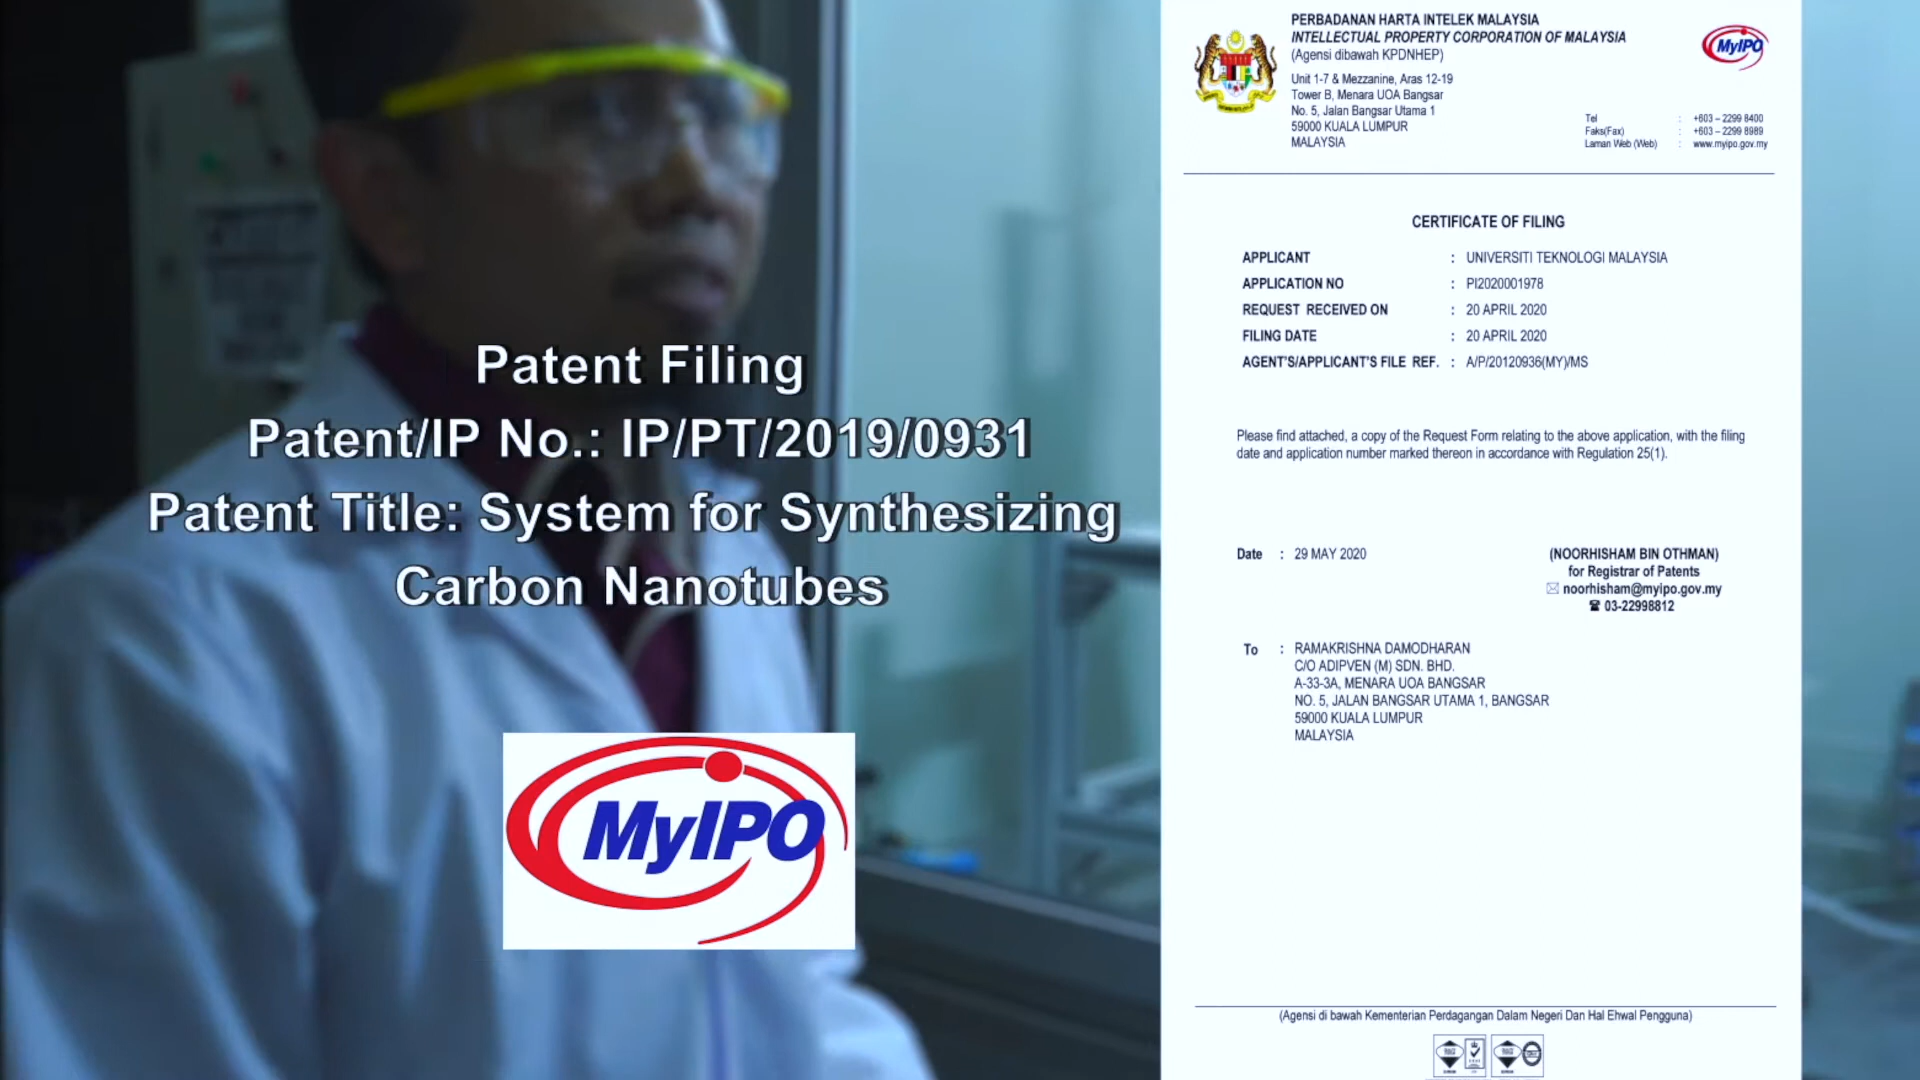 Patent Filing
Patent/IP No.: IP/PT/2019/0931
Patent Title: System for Synthesizing
Carbon Nanotubes
MyIPO
PERBADANAN HARTA INTELEK MALAYSIA
INTELLECTUAL PROPERTY CORPORATION OF MALAYSIA
(Agensi dibawah KPDNHEP)
Unit 1-7 & Mezzanine, Aras 12-19
Tower B, Menara UOA Bangsar
No. 5, Jalan Bangsar Utama 1
59000 KUALA LUMPUR
MALAYSIA
MyIPO
Tel : +603 – 2299 8400
Faks(Fax) : +603 – 2299 8989
Laman Web (Web) : www.myipo.gov.my
CERTIFICATE OF FILING
APPLICANT : UNIVERSITI TEKNOLOGI MALAYSIA
APPLICATION NO : PI2020001978
REQUEST RECEIVED ON : 20 APRIL 2020
FILING DATE : 20 APRIL 2020
AGENT'S/APPLICANT'S FILE REF. : A/P/20120936(MY)/MS
Please find attached, a copy of the Request Form relating to the above application, with the filing
date and application number marked thereon in accordance with Regulation 25(1).
Date : 29 MAY 2020
(NOORHISHAM BIN OTHMAN)
for Registrar of Patents
noorhisham@myipo.gov.my
03-22998812
To : RAMAKRISHNA DAMODHARAN
C/O ADIPVEN (M) SDN. BHD.
A-33-3A, MENARA UOA BANGSAR
NO. 5, JALAN BANGSAR UTAMA 1, BANGSAR
59000 KUALA LUMPUR
MALAYSIA
(Agensi di bawah Kementerian Perdagangan Dalam Negeri Dan Hal Ehwal Pengguna)